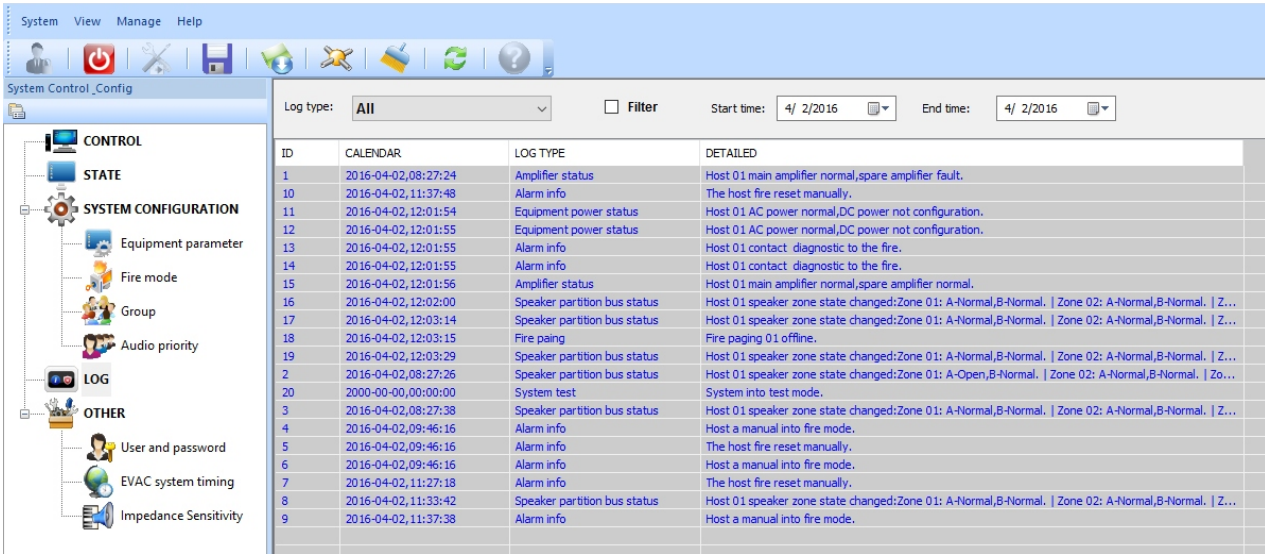 System View Manage Help
System Control _Config
Log type: All Filter Start time: 4/ 2/2016 End time: 4/ 2/2016
CONTROL
STATE
SYSTEM CONFIGURATION
Equipment parameter
Fire mode
Group
Audio priority
LOG
OTHER
User and password
EVAC system timing
Impedance Sensitivity
ID CALENDAR LOG TYPE DETAILED
1 2016-04-02,08:27:24 Amplifier status Host 01 main amplifier normal,spare amplifier fault.
10 2016-04-02,11:37:48 Alarm info The host fire reset manually.
11 2016-04-02,12:01:54 Equipment power status Host 01 AC power normal,DC power not configuration.
12 2016-04-02,12:01:55 Equipment power status Host 01 AC power normal,DC power not configuration.
13 2016-04-02,12:01:55 Alarm info Host 01 contact diagnostic to the fire.
14 2016-04-02,12:01:55 Alarm info Host 01 contact diagnostic to the fire.
15 2016-04-02,12:01:56 Amplifier status Host 01 main amplifier normal,spare amplifier normal.
16 2016-04-02,12:02:00 Speaker partition bus status Host 01 speaker zone state changed:Zone 01: A-Normal,B-Normal. | Zone 02: A-Normal,B-Normal. | Z...
17 2016-04-02,12:03:14 Speaker partition bus status Host 01 speaker zone state changed:Zone 01: A-Normal,B-Normal. | Zone 02: A-Normal,B-Normal. | Z...
18 2016-04-02,12:03:15 Fire paing Fire paging 01 offline.
19 2016-04-02,12:03:29 Speaker partition bus status Host 01 speaker zone state changed:Zone 01: A-Normal,B-Normal. | Zone 02: A-Normal,B-Normal. | Z...
2 2016-04-02,08:27:26 Speaker partition bus status Host 01 speaker zone state changed:Zone 01: A-Open,B-Normal. | Zone 02: A-Normal,B-Normal. | Zo...
20 2000-00-00,00:00:00 System test System into test mode.
3 2016-04-02,08:27:38 Speaker partition bus status Host 01 speaker zone state changed:Zone 01: A-Normal,B-Normal. | Zone 02: A-Normal,B-Normal. | Z...
4 2016-04-02,09:46:16 Alarm info Host a manual into fire mode.
5 2016-04-02,09:46:16 Alarm info The host fire reset manually.
6 2016-04-02,09:46:16 Alarm info Host a manual into fire mode.
7 2016-04-02,11:27:18 Alarm info The host fire reset manually.
8 2016-04-02,11:33:42 Speaker partition bus status Host 01 speaker zone state changed:Zone 01: A-Normal,B-Normal. | Zone 02: A-Normal,B-Normal. | Z...
9 2016-04-02,11:37:38 Alarm info Host a manual into fire mode.